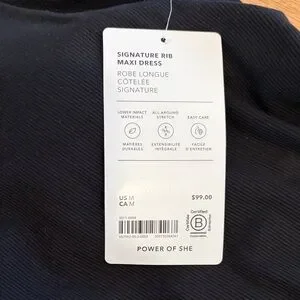 SIGNATURE RIB
MAXI DRESS
ROBE LONGUE
CÔTELÉE
SIGNATURE
LOWER IMPACT
MATERIALS
ALL AROUND
STRETCH
EASY CARE
MATIÈRES
DURABLES
EXTENSIBILITÉ
INTÉGRALE
FACILE
D'ENTRETIEN
US M
CA M
$99.00
Certified
B
Corporation
POWER OF SHE